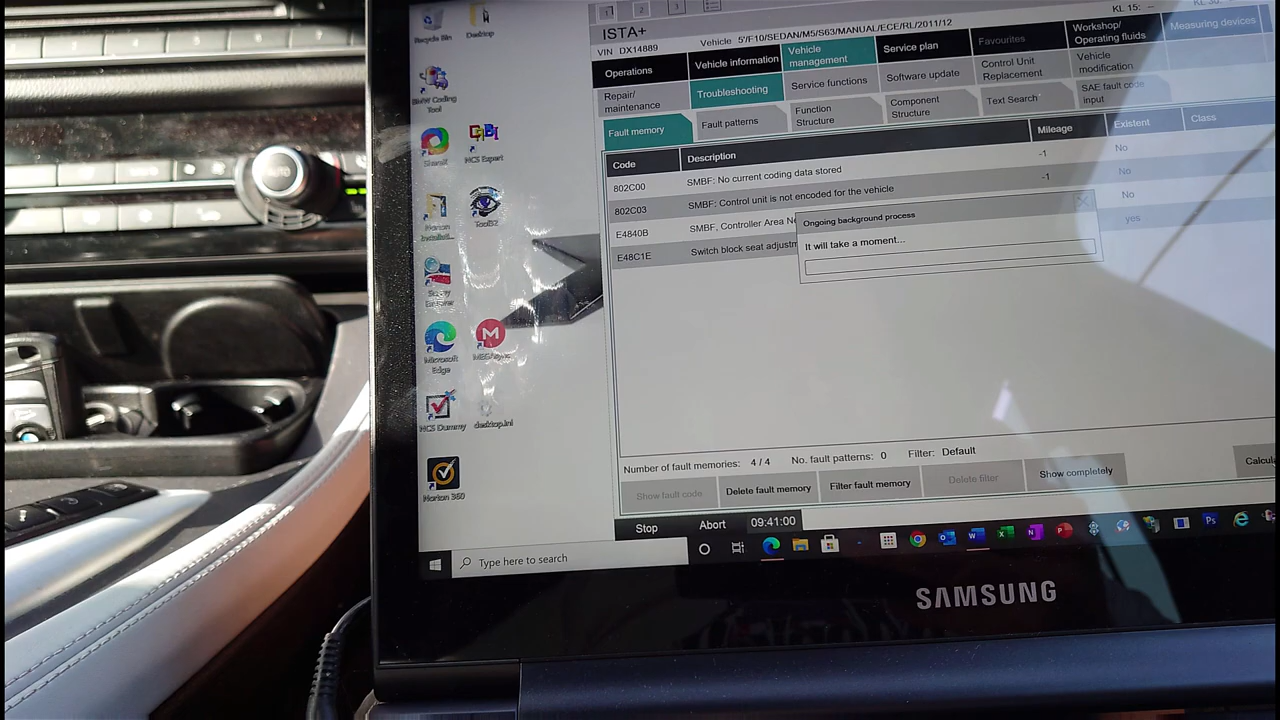 1 2 3
ISTA+
KL 15: --
VIN DX14889 Vehicle 5'/F10/SEDAN/M5/S63/MANUAL/ECE/RL/2011/12
Operations Vehicle information Vehicle management Service plan Favourites Workshop/ Operating fluids Measuring devices
Repair/ maintenance Troubleshooting Service functions Software update Control Unit Replacement Vehicle modification
Fault memory Fault patterns Function Structure Component Structure Text Search SAE fault code input
Code Description Mileage Existent Class
802C00 SMBF: No current coding data stored -1 No
802C03 SMBF: Control unit is not encoded for the vehicle -1 Yes
E4840B SMBF, Controller Area No
E48C1E Switch block seat adjustm yes
Ongoing background process
It will take a moment...
Number of fault memories: 4 / 4 No. fault patterns: 0 Filter: Default
Show fault code Delete fault memory Filter fault memory Delete filter Show completely Calcula
Stop Abort 09:41:00
Type here to search
Recycle Bin Desktop
BMW Coding Tool
NCS Expert
Tool32
Microsoft Edge
MEGAsync
NCS Dummy desktop.ini
Norton 360
SAMSUNG
AUTO